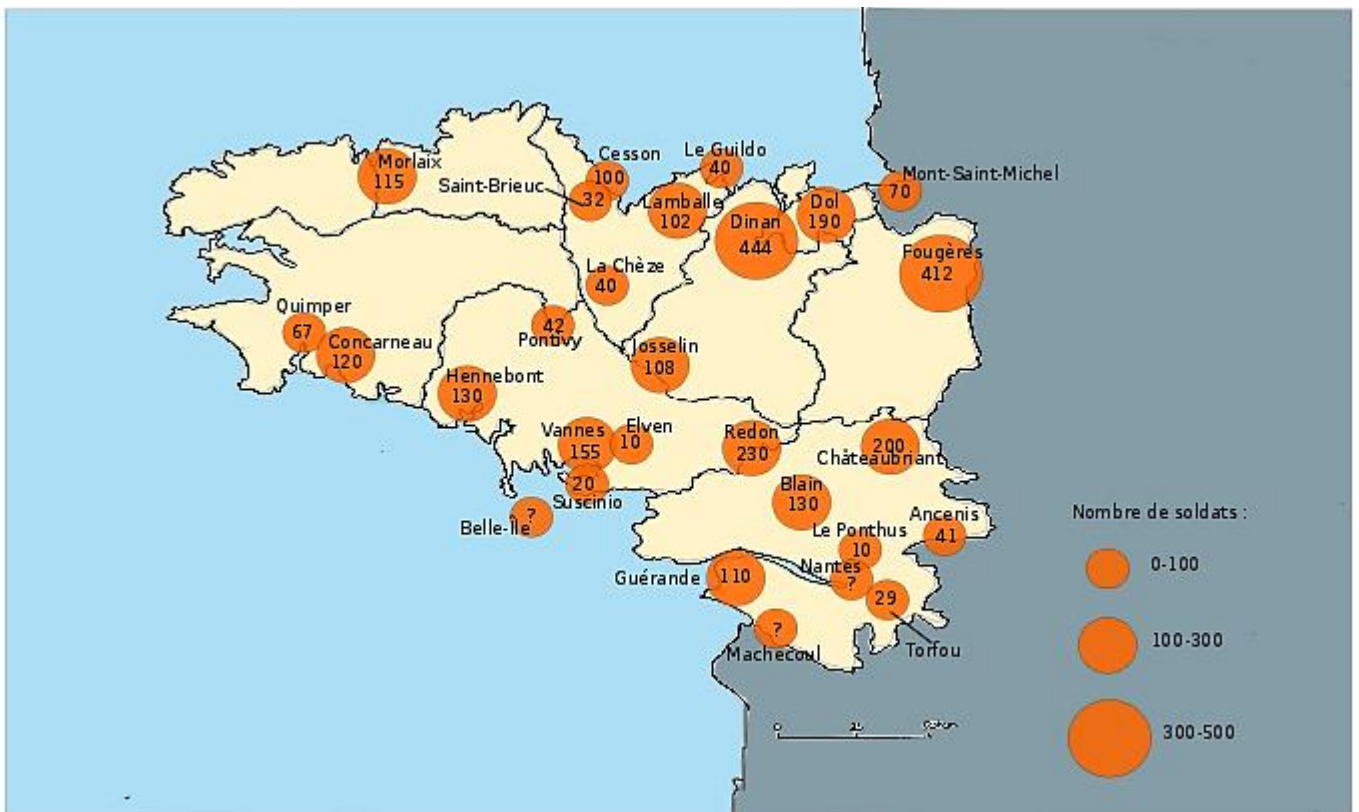 Morlaix
115
Saint-Brieuc
32
Cesson
100
Le Guildo
40
Lamballe
102
Dinan
444
Dol
190
Mont-Saint-Michel
70
Fougères
412
La Chèze
40
Quimper
67
Concarneau
120
42
Pontivy
Josselin
108
Hennebont
130
Vannes
155
Elven
10
20
Suscinio
?
Belle-Île
Redon
230
200
Châteaubriant
Blain
130
Le Ponthus
10
Ancenis
41
Nantes
?
Guérande
110
29
Torfou
?
Machecoul
Nombre de soldats :
0-100
100-300
300-500
0
25